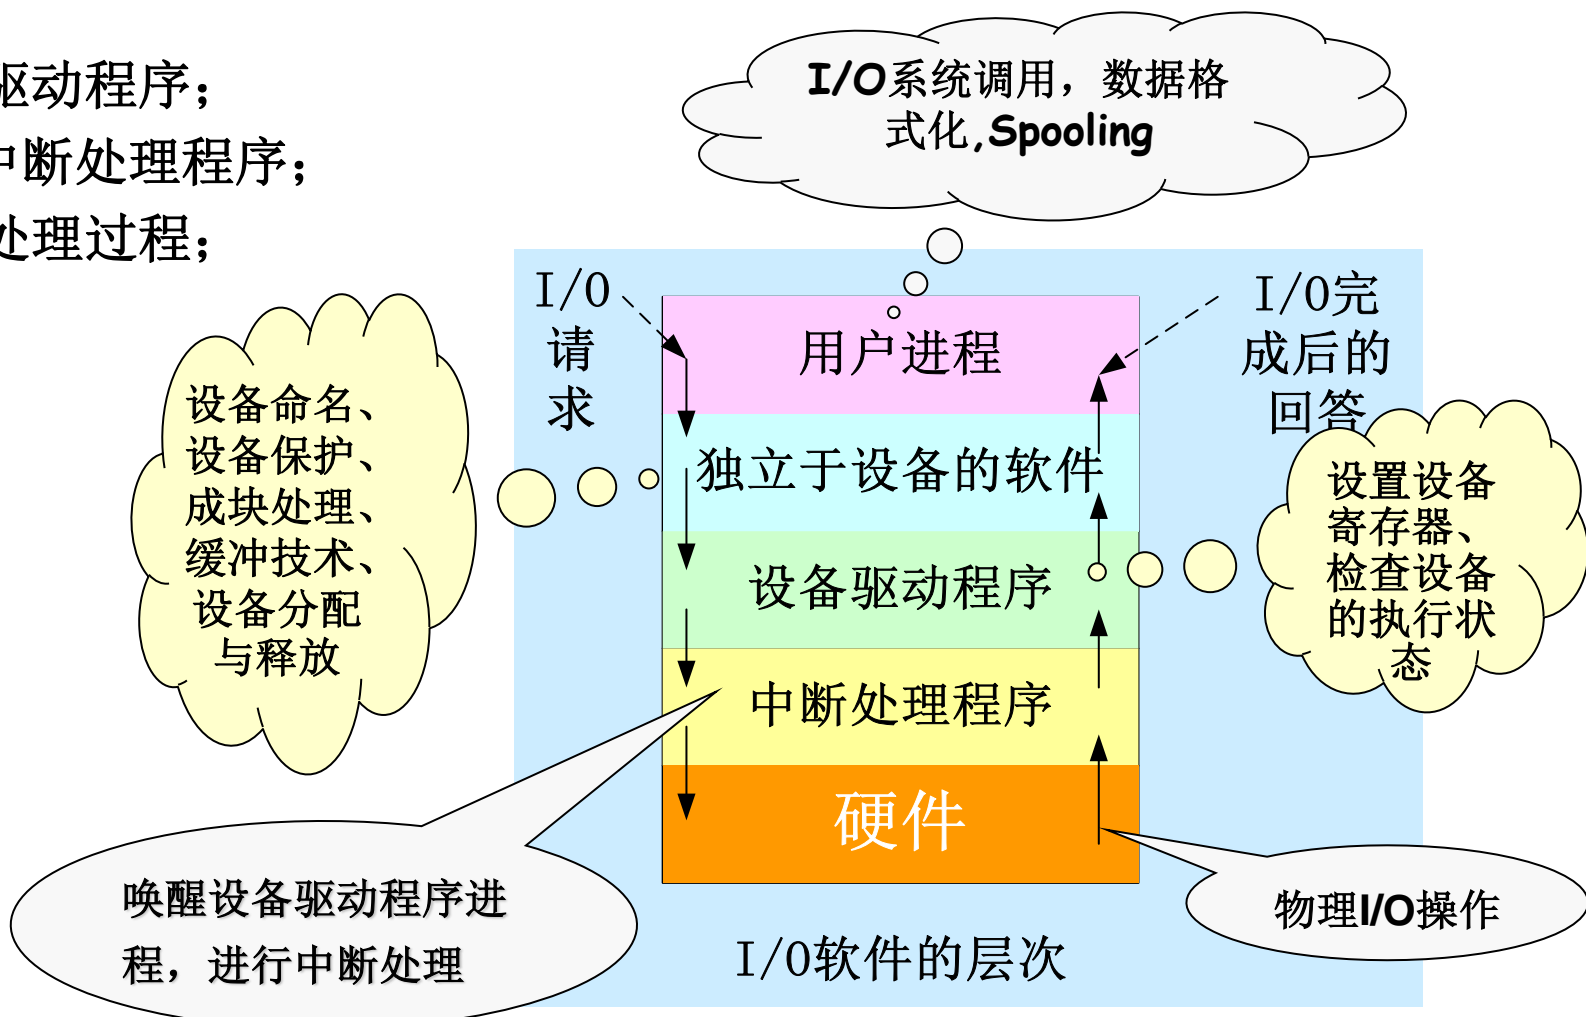 驱动程序；
中断处理程序；
处理过程；
I/O系统调用，数据格
式化,Spooling
I/O
请
求
I/O完
成后的
回答
用户进程
独立于设备的软件
设备驱动程序
中断处理程序
硬件
设备命名、
设备保护、
成块处理、
缓冲技术、
设备分配
与释放
设置设备
寄存器、
检查设备
的执行状
态
唤醒设备驱动程序进
程，进行中断处理
物理I/O操作
I/O软件的层次